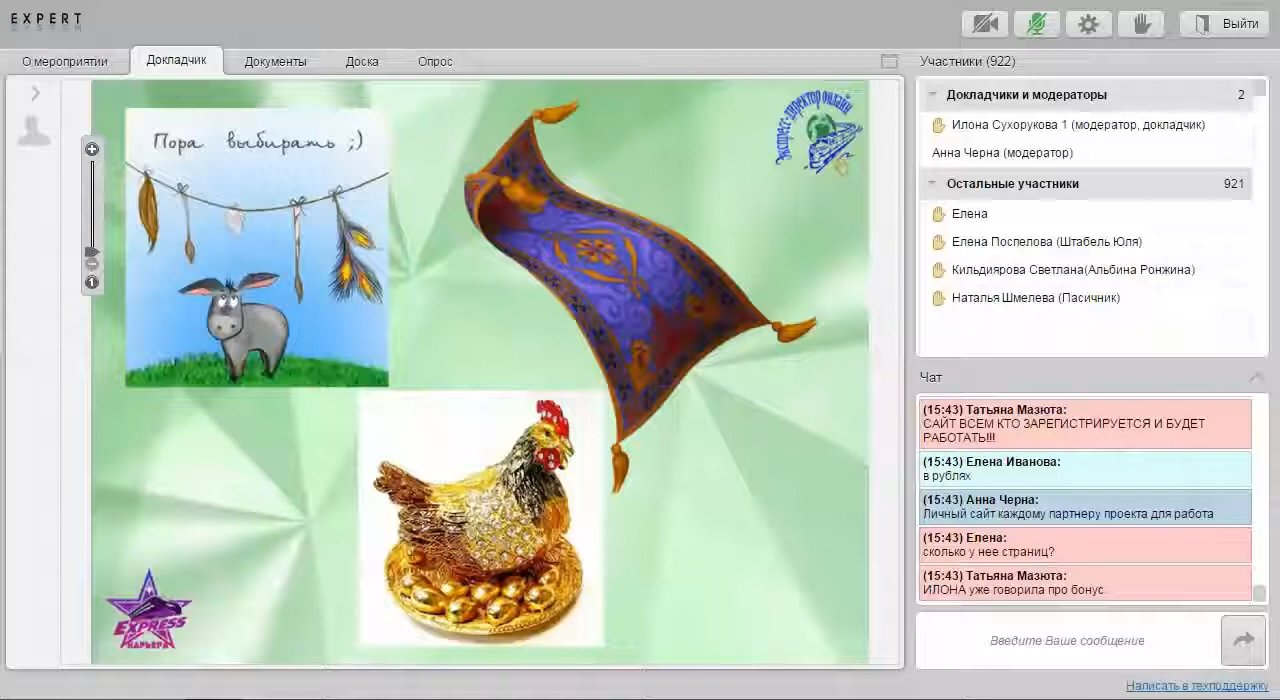 EXPERT
SYSTEM
Выйти
О мероприятии
Докладчик
Документы
Доска
Опрос
Пора выбирать ;)
Экспресс-директор онлайн
EXPRESS
КАРЬЕРА
Участники (922)
Докладчики и модераторы 2
Илона Сухорукова 1 (модератор, докладчик)
Анна Черна (модератор)
Остальные участники 921
Елена
Елена Поспелова (Штабель Юля)
Кильдиярова Светлана(Альбина Ронжина)
Наталья Шмелева (Пасичник)
Чат
(15:43) Татьяна Мазюта:
САЙТ ВСЕМ КТО ЗАРЕГИСТРИРУЕТСЯ И БУДЕТ
РАБОТАТЬ!!!
(15:43) Елена Иванова:
в рублях
(15:43) Анна Черна:
Личный сайт каждому партнеру проекта для работа
(15:43) Елена:
сколько у нее страниц?
(15:43) Татьяна Мазюта:
ИЛОНА уже говорила про бонус.
Введите Ваше сообщение
Написать в техподдержку